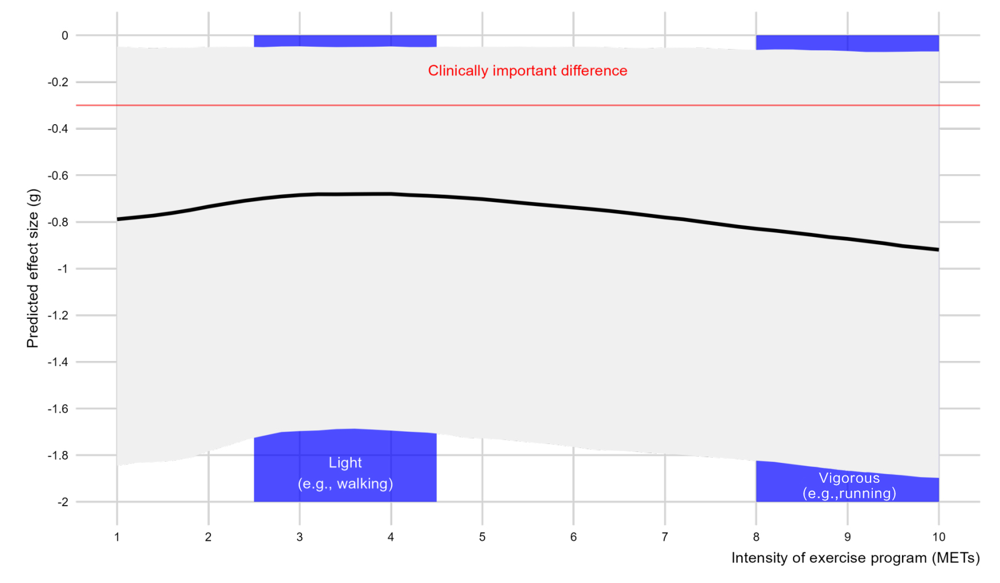 Predicted effect size (g)
0
-0.2
-0.4
-0.6
-0.8
-1
-1.2
-1.4
-1.6
-1.8
-2
Clinically important difference
Light
(e.g., walking)
Vigorous
(e.g.,running)
1 2 3 4 5 6 7 8 9 10
Intensity of exercise program (METs)